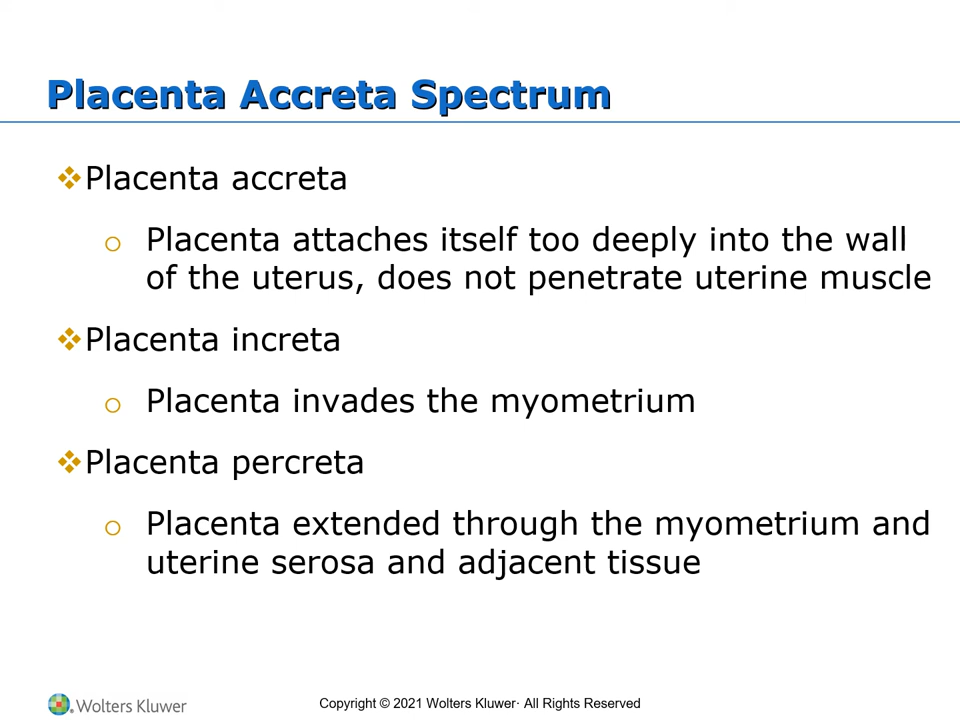 Placenta Accreta Spectrum
❖Placenta accreta
o Placenta attaches itself too deeply into the wall
of the uterus, does not penetrate uterine muscle
❖Placenta increta
o Placenta invades the myometrium
❖Placenta percreta
o Placenta extended through the myometrium and
uterine serosa and adjacent tissue
Wolters Kluwer
Copyright © 2021 Wolters Kluwer· All Rights Reserved